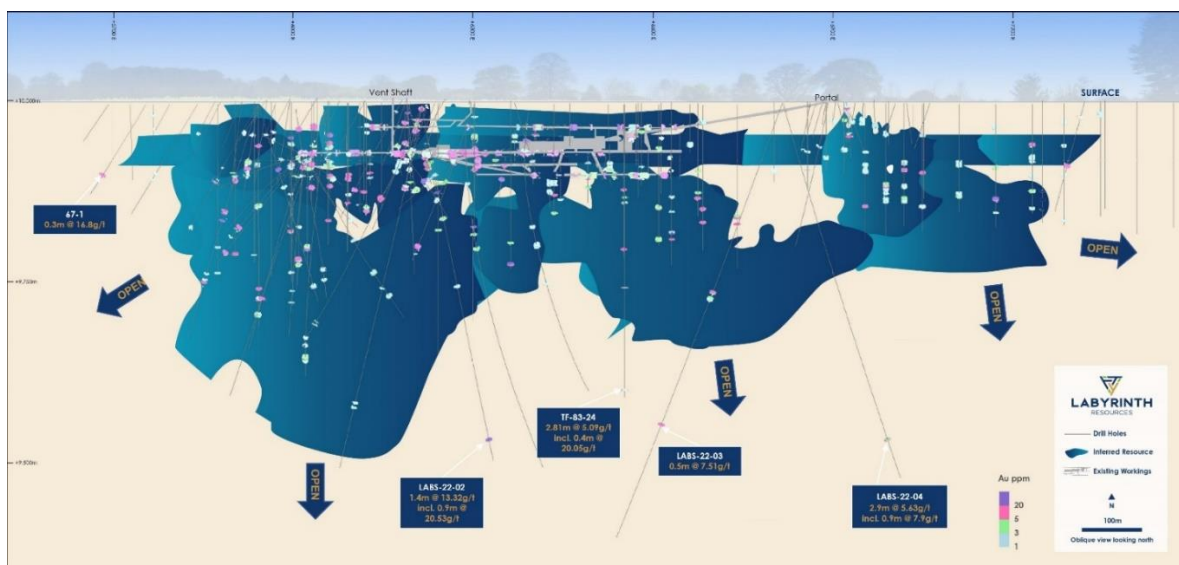 Vent Shaft
Portal
SURFACE
67-1
0.3m @ 16.8g/t
OPEN
OPEN
OPEN
OPEN
OPEN
TF-83-24
2.81m @ 5.09g/t
incl. 0.4m @
20.05g/t
LABS-22-03
0.5m @ 7.51g/t
LABS-22-02
1.4m @ 13.32g/t
incl. 0.9m @
20.53g/t
LABS-22-04
2.9m @ 5.63g/t
incl. 0.9m @ 7.9g/t
Au ppm
20
5
3
1
LABYRINTH
RESOURCES
Drill Holes
Inferred Resource
Existing Workings
N
100m
Oblique view looking north